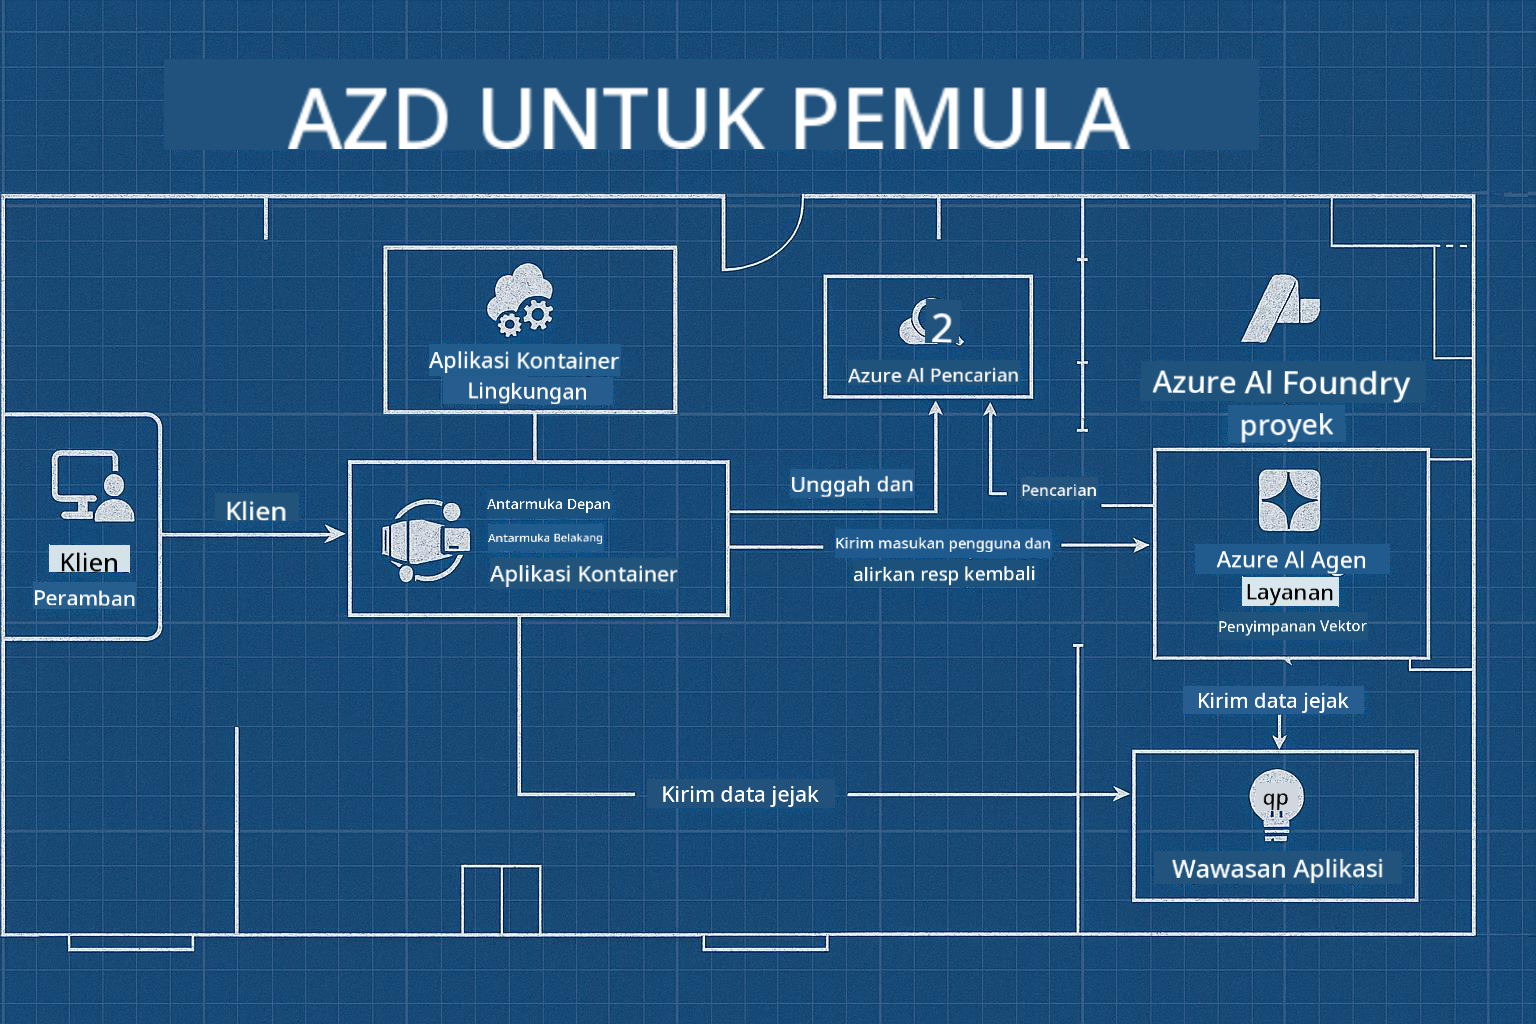 AZD UNTUK PEMULA
Aplikasi Kontainer
Lingkungan
2
Azure AI Pencarian
Azure AI Foundry
proyek
Klien
Peramban
Klien
Antarmuka Depan
Antarmuka Belakang
Aplikasi Kontainer
Unggah dan
Pencarian
Kirim masukan pengguna dan
alirkan resp kembali
Azure AI Agen
Layanan
Penyimpanan Vektor
Kirim data jejak
Kirim data jejak
qp
Wawasan Aplikasi